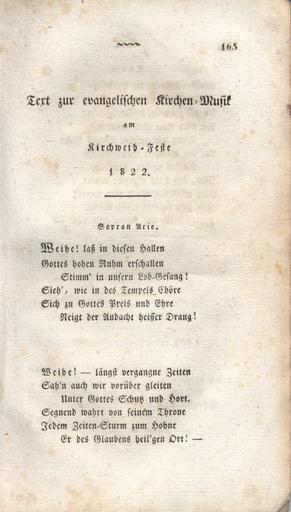 165
Text zur evangelischen Kirchen-Musik
am
Kirchweih-Feste
1822.
Sopran Arie.
Weihe! laß in diesen Hallen
Gottes hohen Ruhm erschallen
Stimm' in unsern Lob-Gesang!
Sieh', wie in des Tempels Chöre
Sich zu Gottes Preis und Ehre
Neigt der Andacht heisser Drang!
Weihe! — längst vergangne Zeiten
Sah'n auch wir vorüber gleiten
Unter Gottes Schutz und Hort.
Segnend wahrt von seinem Throne
Jedem Zeiten-Sturm zum Hohne
Er des Glaubens heil'gen Ort! —